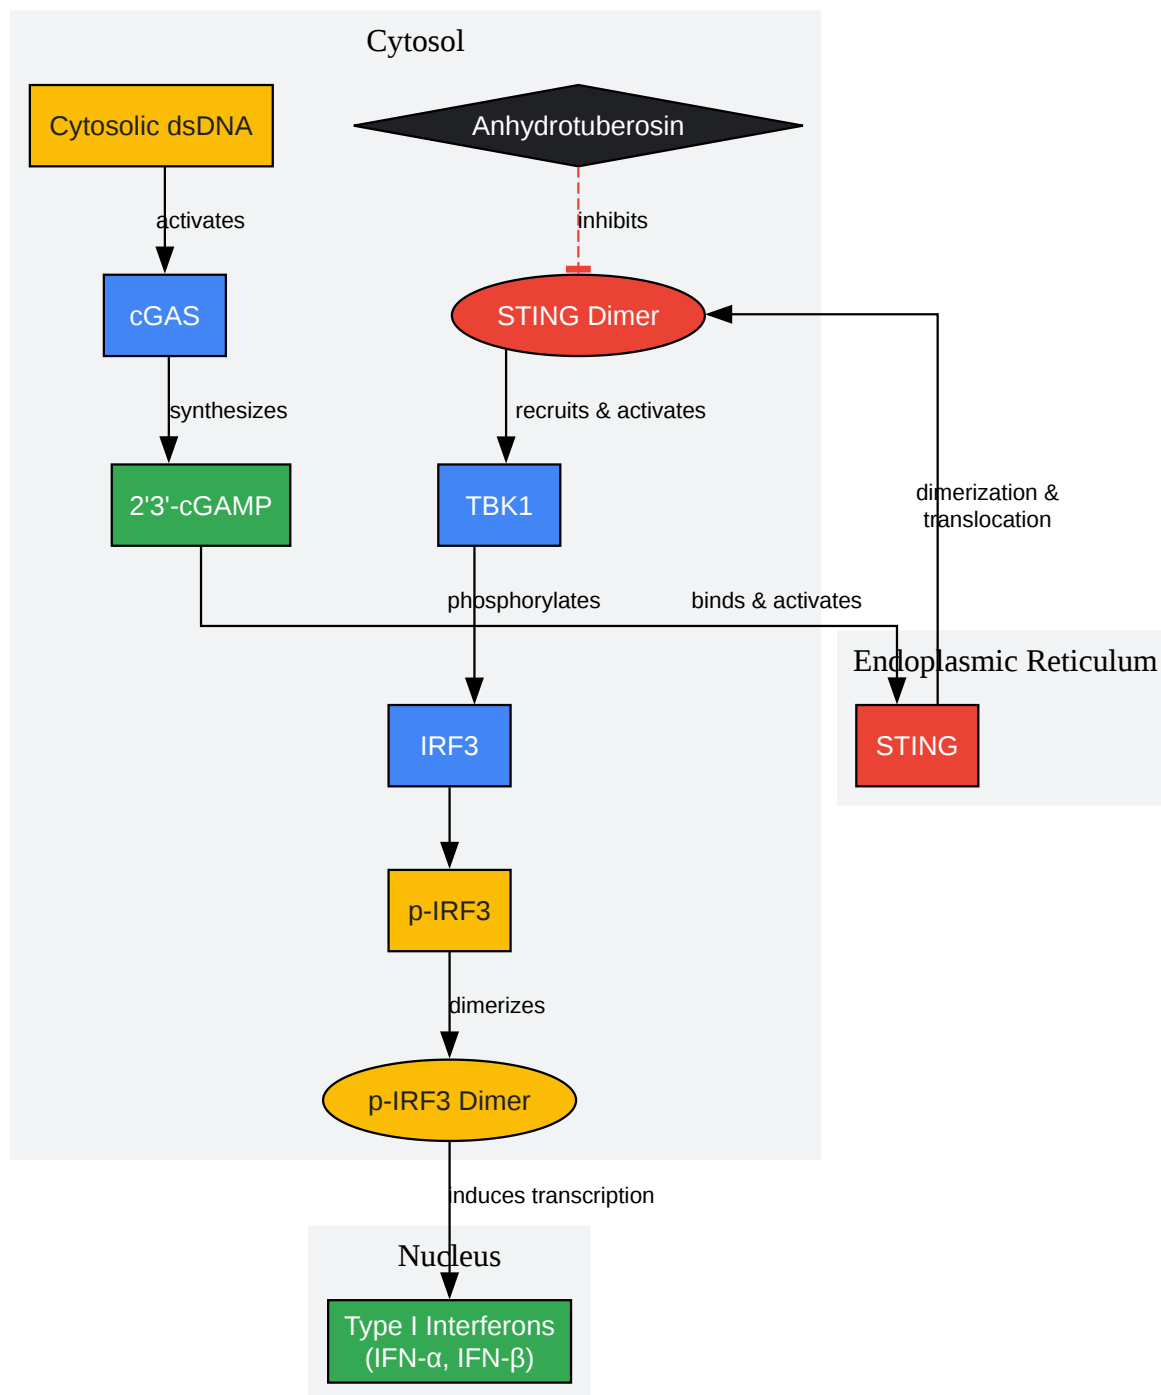 Cytosol
Cytosolic dsDNA
Anhydrotuberosin
activates
inhibits
cGAS
STING Dimer
synthesizes
recruits & activates
2'3'-cGAMP
TBK1
dimerization &
translocation
phosphorylates
binds & activates
Endoplasmic Reticulum
IRF3
STING
p-IRF3
dimerizes
p-IRF3 Dimer
induces transcription
Nucleus
Type I Interferons
(IFN-α, IFN-β)